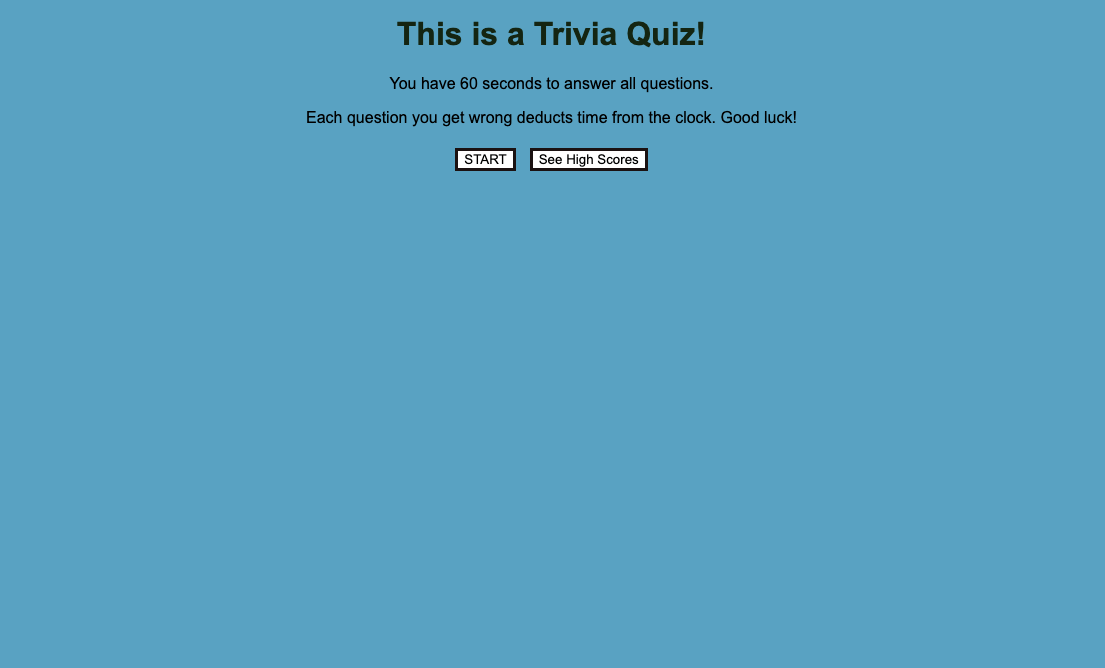 This is a Trivia Quiz!
You have 60 seconds to answer all questions.
Each question you get wrong deducts time from the clock. Good luck!
START See High Scores